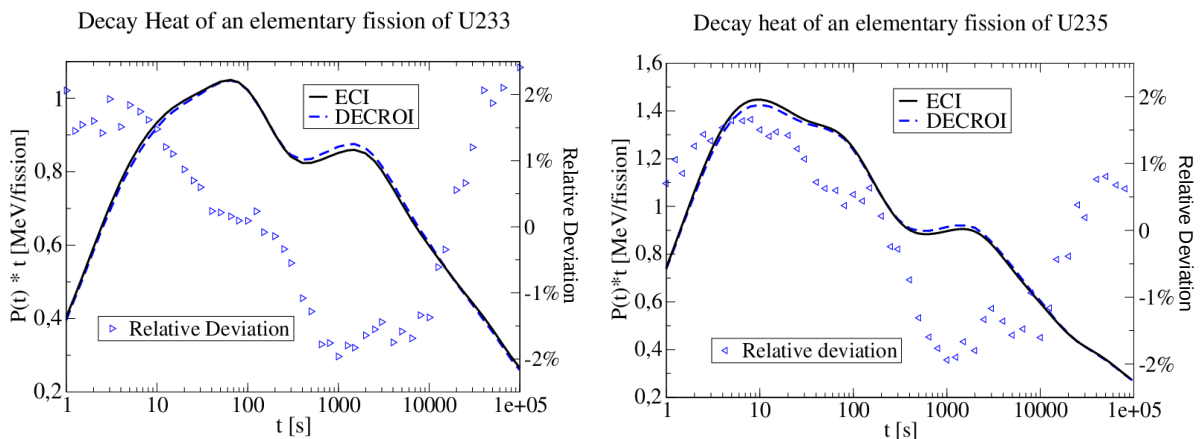 Decay Heat of an elementary fission of U233
1
0,8
0,6
0,4
0,2
P(t) * t [MeV/fission]
ECI
DECROI
Relative Deviation
2%
1%
0
-1%
-2%
Relative Deviation
1
10
100
1000
10000
1e+05
t [s]
Decay heat of an elementary fission of U235
1,6
1.4
1.2
1
0.8
0.6
0.4
0,2
P(t)*t [MeV/fission]
ECI
DECROI
Relative deviation
2%
1%
0
-1%
-2%
Relative Deviation
1
10
100
1000
10000
1e+05
t [s]